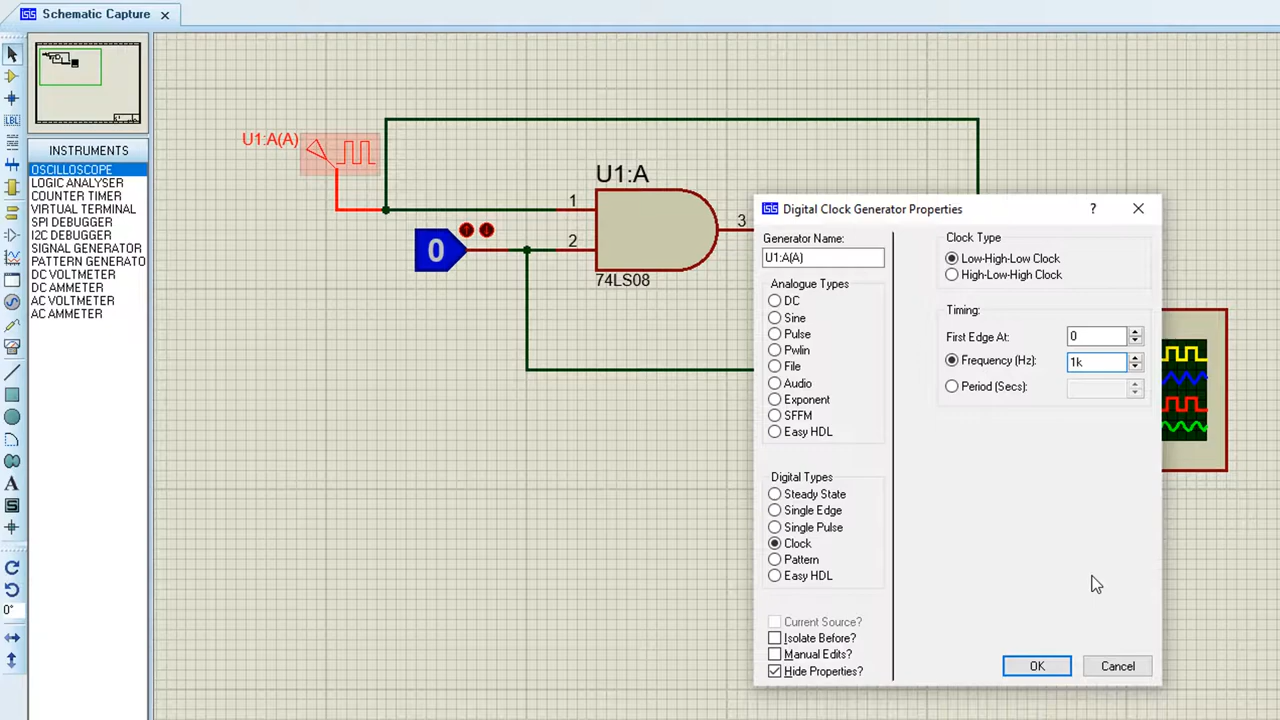 ISIS Schematic Capture ×
INSTRUMENTS
OSCILLOSCOPE
LOGIC ANALYSER
COUNTER TIMER
VIRTUAL TERMINAL
SPI DEBUGGER
I2C DEBUGGER
SIGNAL GENERATOR
PATTERN GENERATO
DC VOLTMETER
DC AMMETER
AC VOLTMETER
AC AMMETER
LBL
A
S
0°
U1:A(A)
U1:A
1
2
3
0
74LS08
ISIS Digital Clock Generator Properties ? ×
Generator Name:
U1:A(A)
Analogue Types
DC
Sine
Pulse
Pwlin
File
Audio
Exponent
SFFM
Easy HDL
Digital Types
Steady State
Single Edge
Single Pulse
Clock
Pattern
Easy HDL
Current Source?
Isolate Before?
Manual Edits?
Hide Properties?
Clock Type
Low-High-Low Clock
High-Low-High Clock
Timing:
First Edge At: 0
Frequency (Hz): 1k
Period (Secs):
OK Cancel